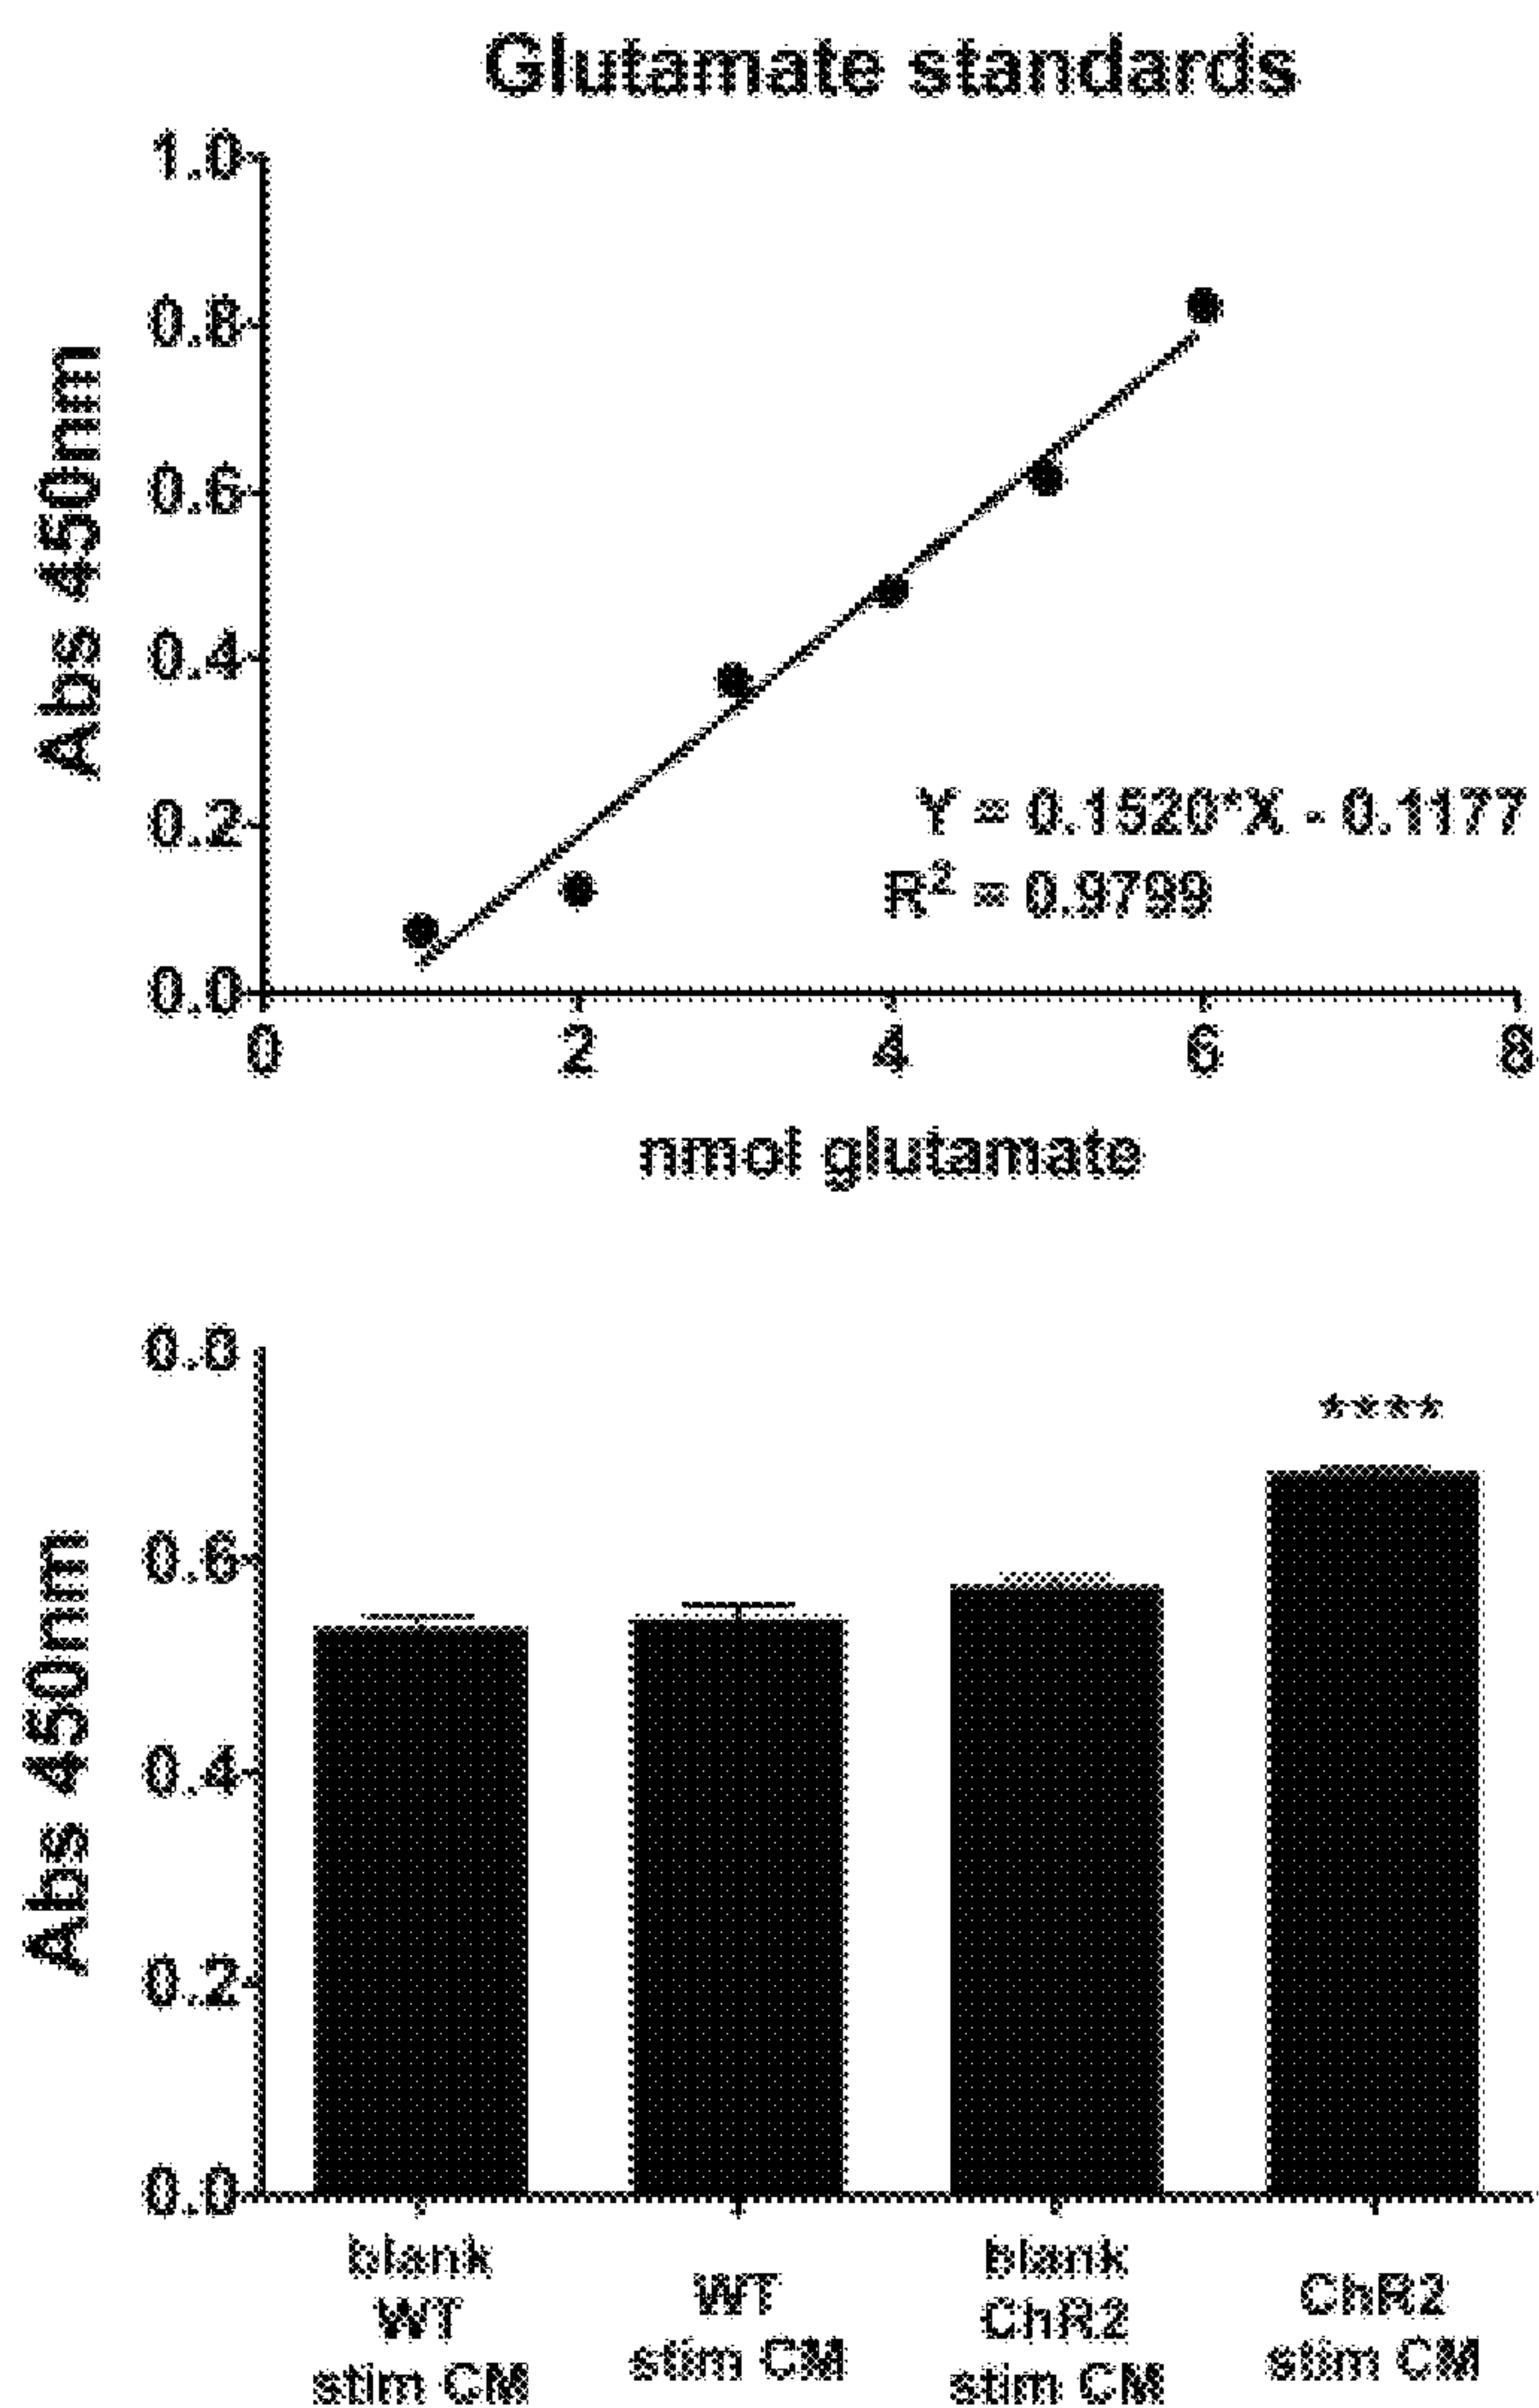 Glutamate standards
1.0
0.8
0.6
0.4
0.2
0.0
Abs 450nm
Y = 0.1520*X - 0.1177
R² = 0.9799
0 2 4 6 8
nmol glutamate
0.8
0.6
0.4
0.2
0.0
Abs 450nm
****
blank
WT
stim CM
WT
stim CM
blank
ChR2
stim CM
ChR2
stim CM